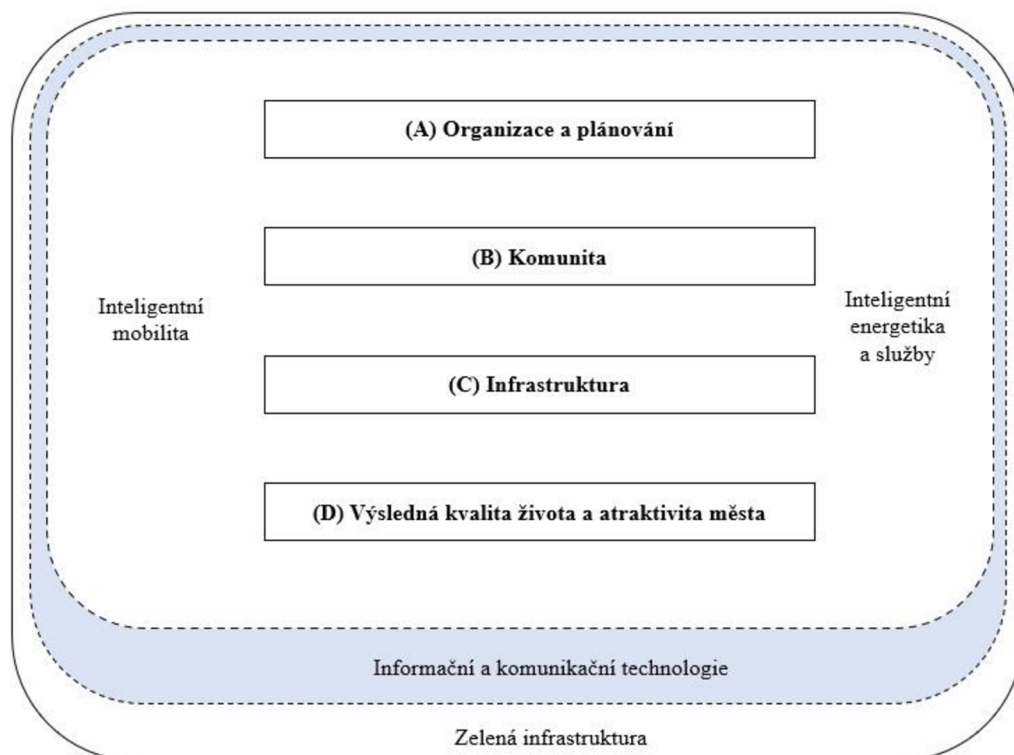 (A) Organizace a plánování
(B) Komunita
Inteligentní
mobilita
Inteligentní
energetika
a služby
(C) Infrastruktura
(D) Výsledná kvalita života a atraktivita města
Informační a komunikační technologie
Zelená infrastruktura